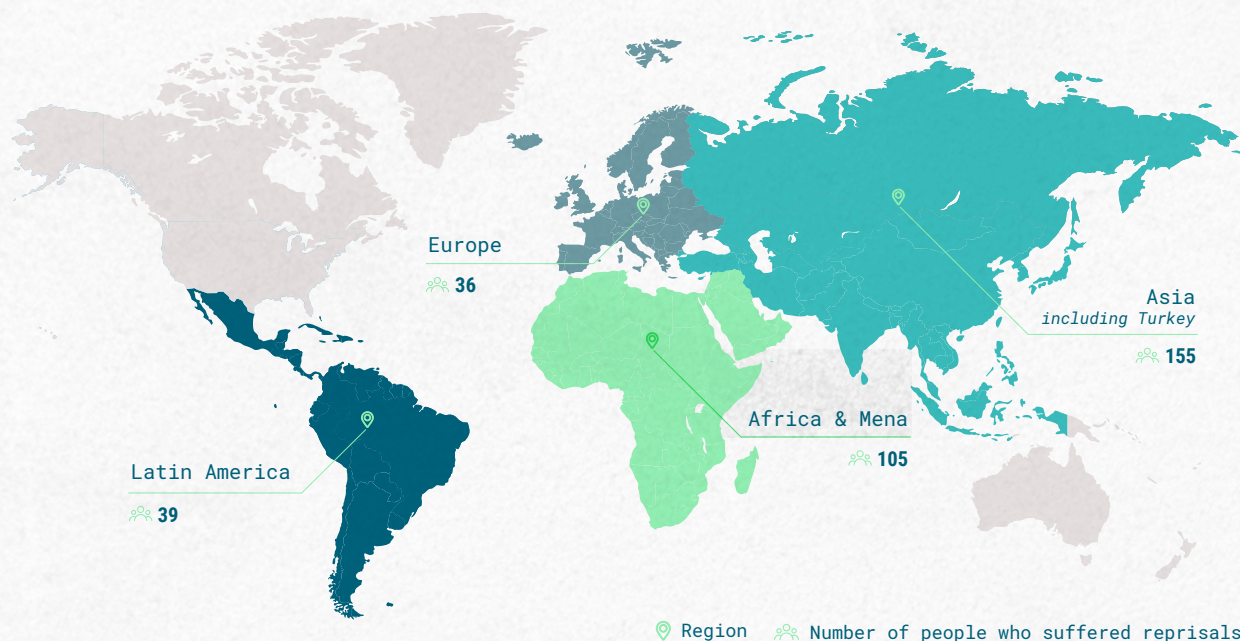 Europe
36
Asia
including Turkey
155
Africa & Mena
105
Latin America
39
Region
Number of people who suffered reprisals